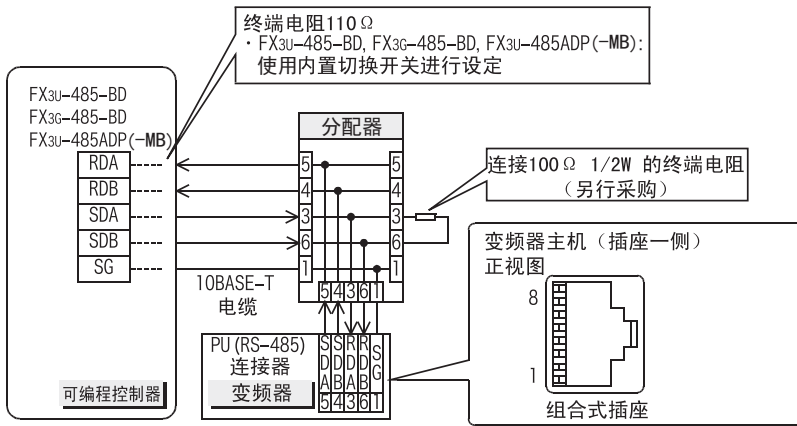 终端电阻110Ω
·FX3U-485-BD, FX3G-485-BD, FX3U-485ADP(-MB):
使用内置切换开关进行设定
FX3U-485-BD
FX3G-485-BD
FX3U-485ADP(-MB)
RDA
RDB
SDA
SDB
SG
分配器
5
4
3
6
1
5
4
3
6
1
5 4 3 6 1
10BASE-T
电缆
连接100Ω 1/2W 的终端电阻
(另行采购)
PU(RS-485)
连接器
变频器
SDA SDB RDA RDB SG
5 4 3 6 1
可编程控制器
变频器主机(插座一侧)
正视图
8
1
组合式插座